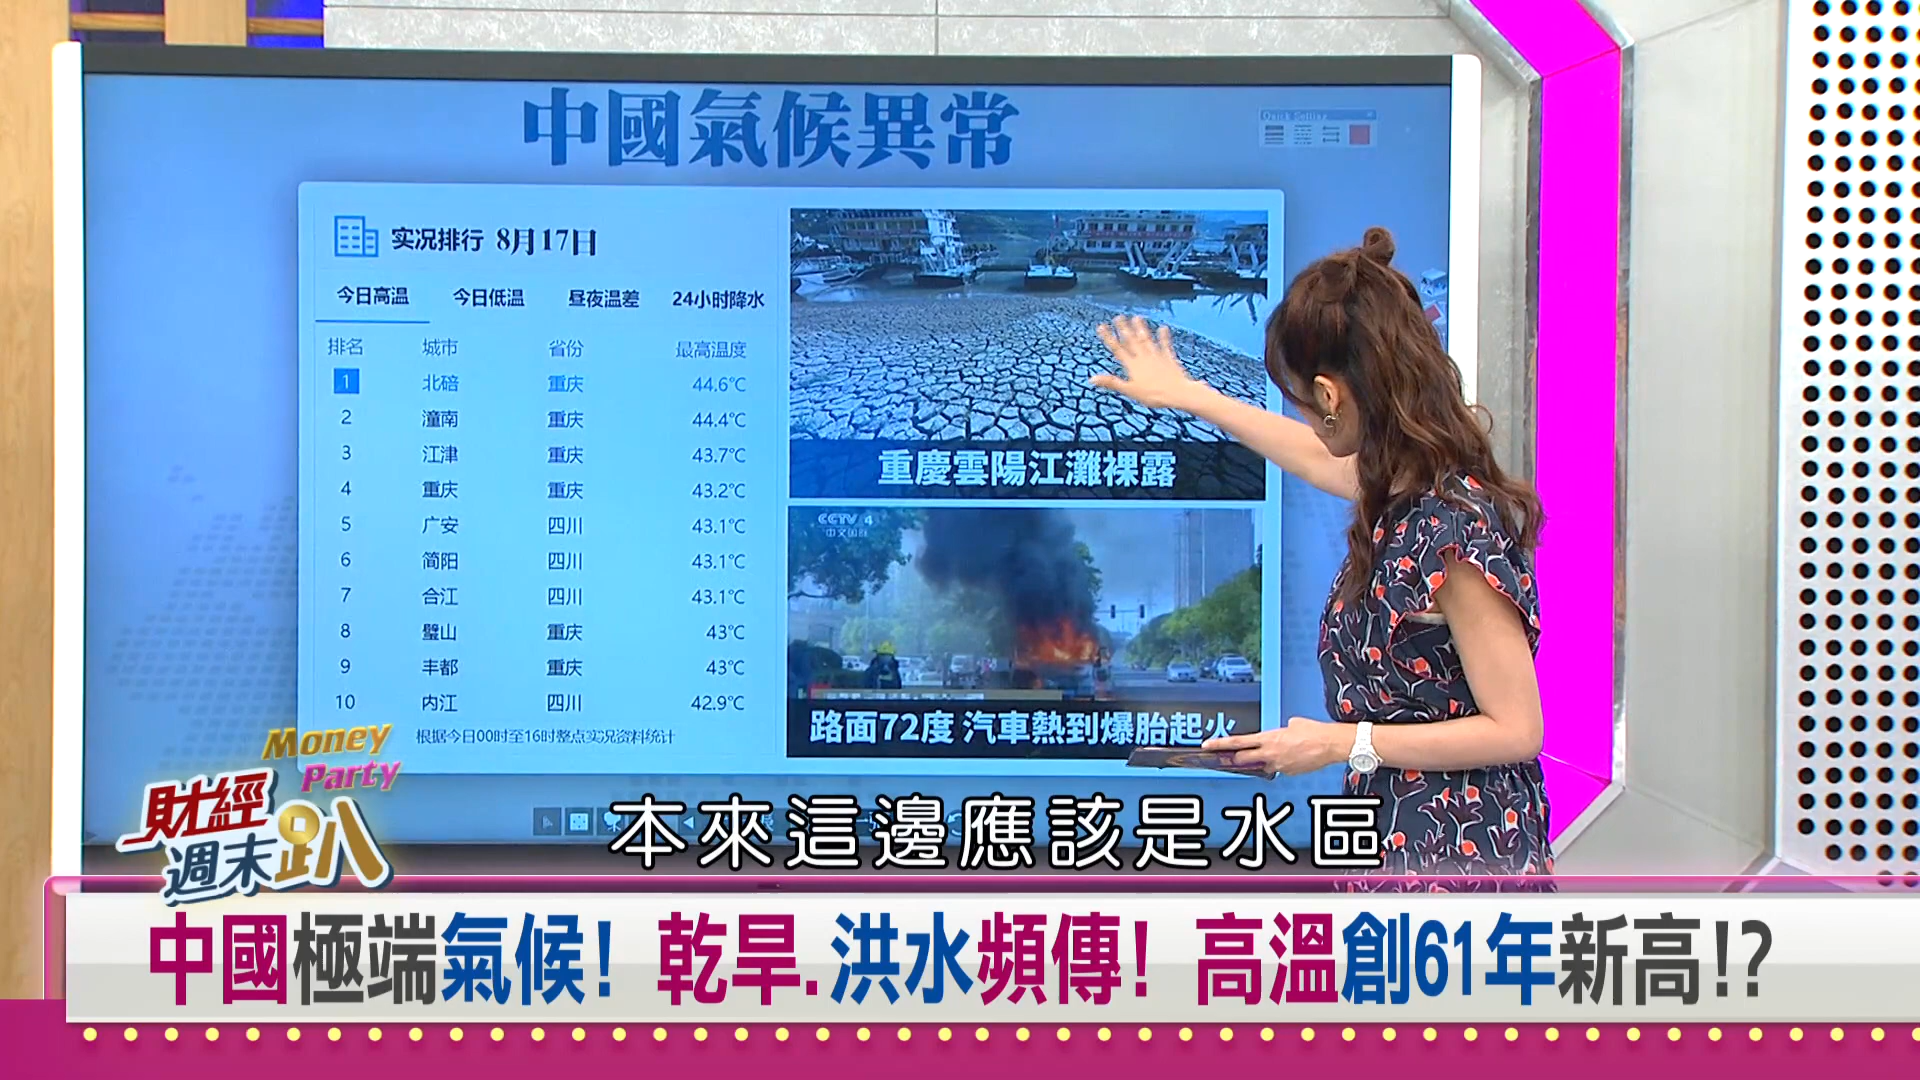 中國氣候異常
实况排行 8月17日
今日高温 今日低温 昼夜温差 24小时降水
排名 城市 省份 最高温度
1 北碚 重庆 44.6℃
2 潼南 重庆 44.4℃
3 江津 重庆 43.7℃
4 重庆 重庆 43.2℃
5 广安 四川 43.1℃
6 简阳 四川 43.1℃
7 合江 四川 43.1℃
8 璧山 重庆 43℃
9 丰都 重庆 43℃
10 内江 四川 42.9℃
根据今日00时至16时整点实况资料统计
重慶雲陽江灘裸露
CCTV 4
中文国际
路面72度 汽車熱到爆胎起火
Money
Party
財經
週末趴
本來這邊應該是水區
中國極端氣候! 乾旱.洪水頻傳! 高溫創61年新高!?